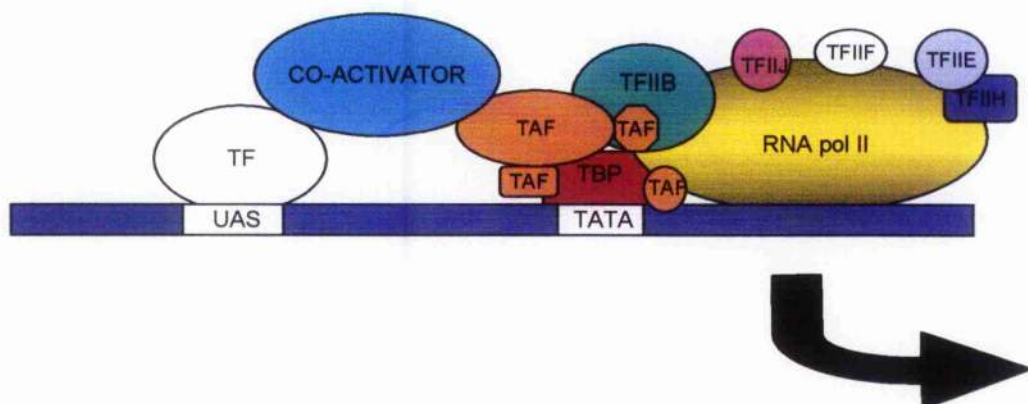 CO-ACTIVATOR
TFIIB
TFIIJ
TFIIF
TFIIE
TFIIH
TF
TAF
TAF
RNA pol II
TAF
TBP
TAF
UAS
TATA